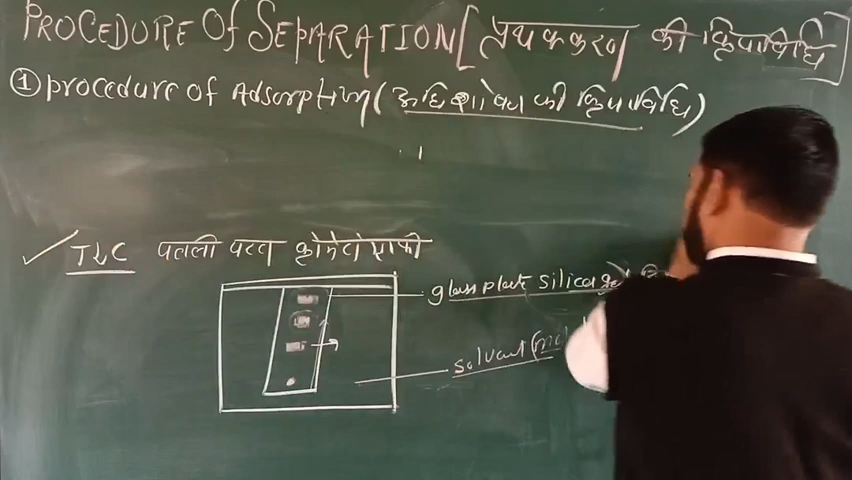 PROCEDURE OF SEPARATION [ पृथक्करण की क्रियाविधि ]
① procedure of Adsorption ( अधिशोषण की क्रियाविधि )
TLC पतली परत क्रोमेटोग्राफी
glass plate silica gel
solvent (